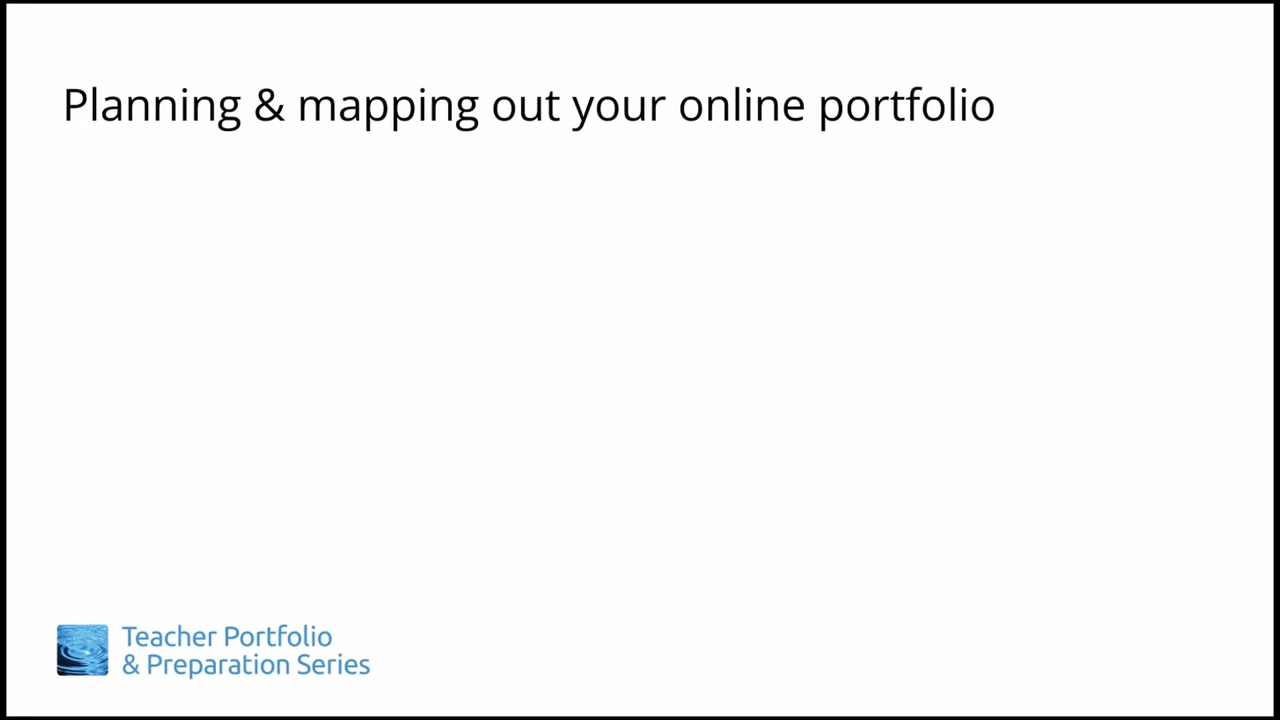 Planning & mapping out your online portfolio
Teacher Portfolio
& Preparation Series